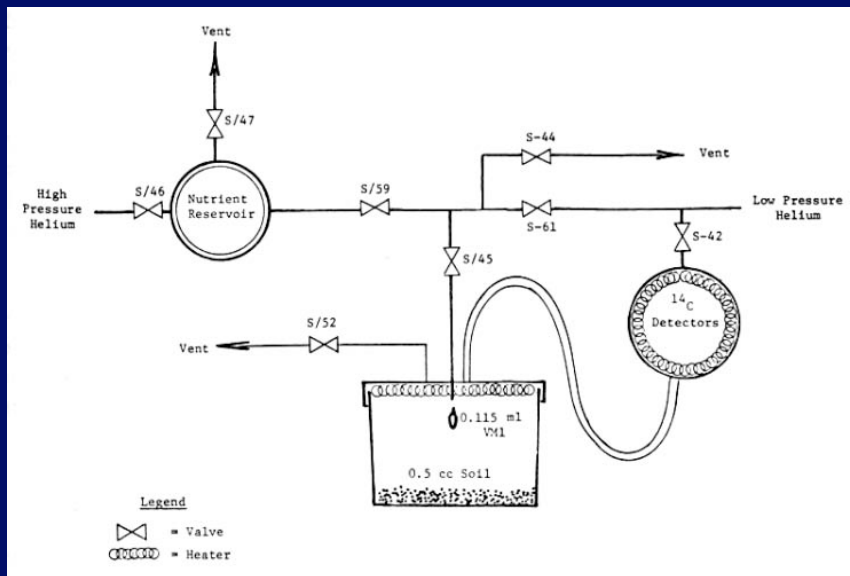 Vent
S/47
S-44
Vent
High
Pressure
Helium
S/46
Nutrient
Reservoir
S/59
Low Pressure
Helium
S-61
S-42
S/45
14C
Detectors
S/52
Vent
0.115 ml
VM1
0.5 cc Soil
Legend
= Valve
= Heater